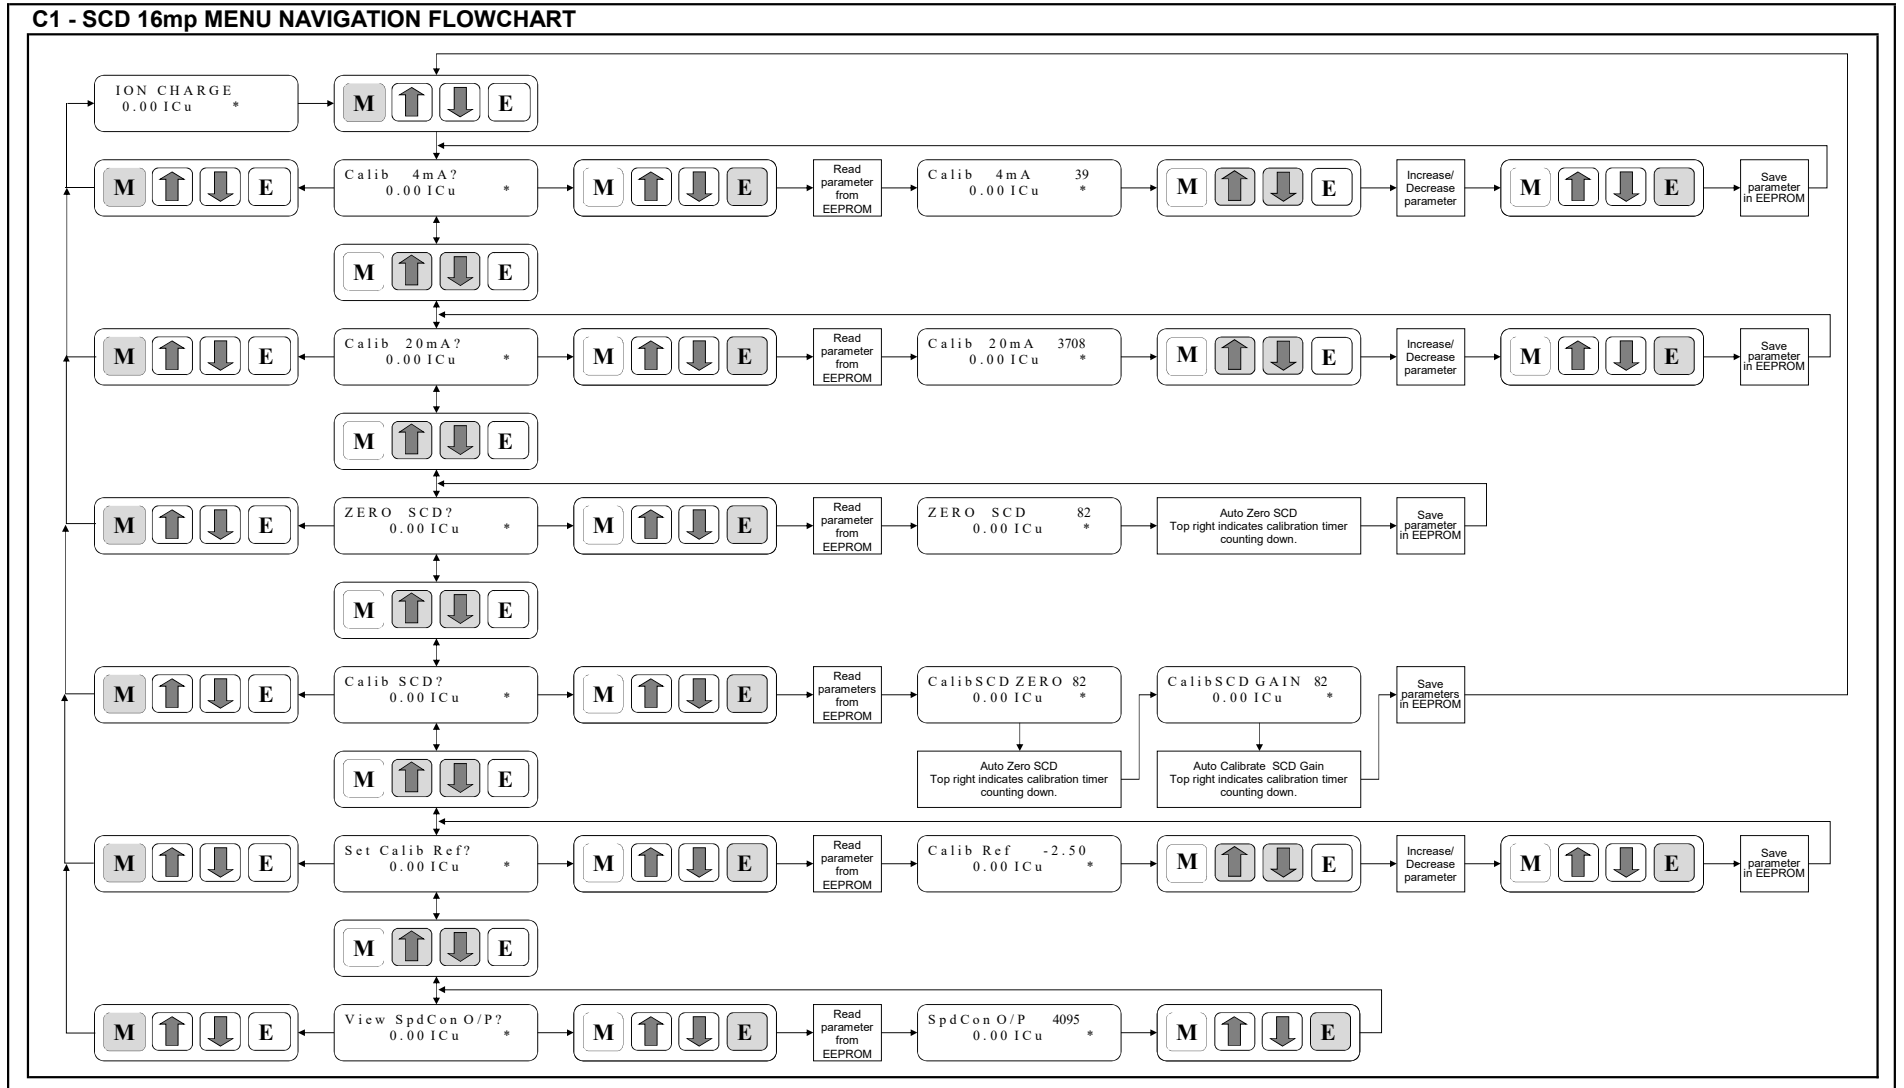 C1 - SCD 16mp MENU NAVIGATION FLOWCHART
ION CHARGE
0.00 ICu *
M E
M E
Calib 4mA?
0.00 ICu *
M E
Read
parameter
from
EEPROM
Calib 4mA 39
0.00 ICu *
M E
Increase/
Decrease
parameter
M E
Save
parameter
in EEPROM
M E
M E
Calib 20mA?
0.00 ICu *
M E
Read
parameter
from
EEPROM
Calib 20mA 3708
0.00 ICu *
M E
Increase/
Decrease
parameter
M E
Save
parameter
in EEPROM
M E
M E
ZERO SCD?
0.00 ICu *
M E
Read
parameter
from
EEPROM
ZERO SCD 82
0.00 ICu *
Auto Zero SCD
Top right indicates calibration timer
counting down.
Save
parameter
in EEPROM
M E
M E
Calib SCD?
0.00 ICu *
M E
Read
parameters
from
EEPROM
CalibSCD ZERO 82
0.00 ICu *
CalibSCD GAIN 82
0.00 ICu *
Save
parameters
in EEPROM
M E
Auto Zero SCD
Top right indicates calibration timer
counting down.
Auto Calibrate SCD Gain
Top right indicates calibration timer
counting down.
M E
Set Calib Ref?
0.00 ICu *
M E
Read
parameter
from
EEPROM
Calib Ref -2.50
0.00 ICu *
M E
Increase/
Decrease
parameter
M E
Save
parameter
in EEPROM
M E
M E
View SpdCon O/P?
0.00 ICu *
M E
Read
parameter
from
EEPROM
SpdCon O/P 4095
0.00 ICu *
M E